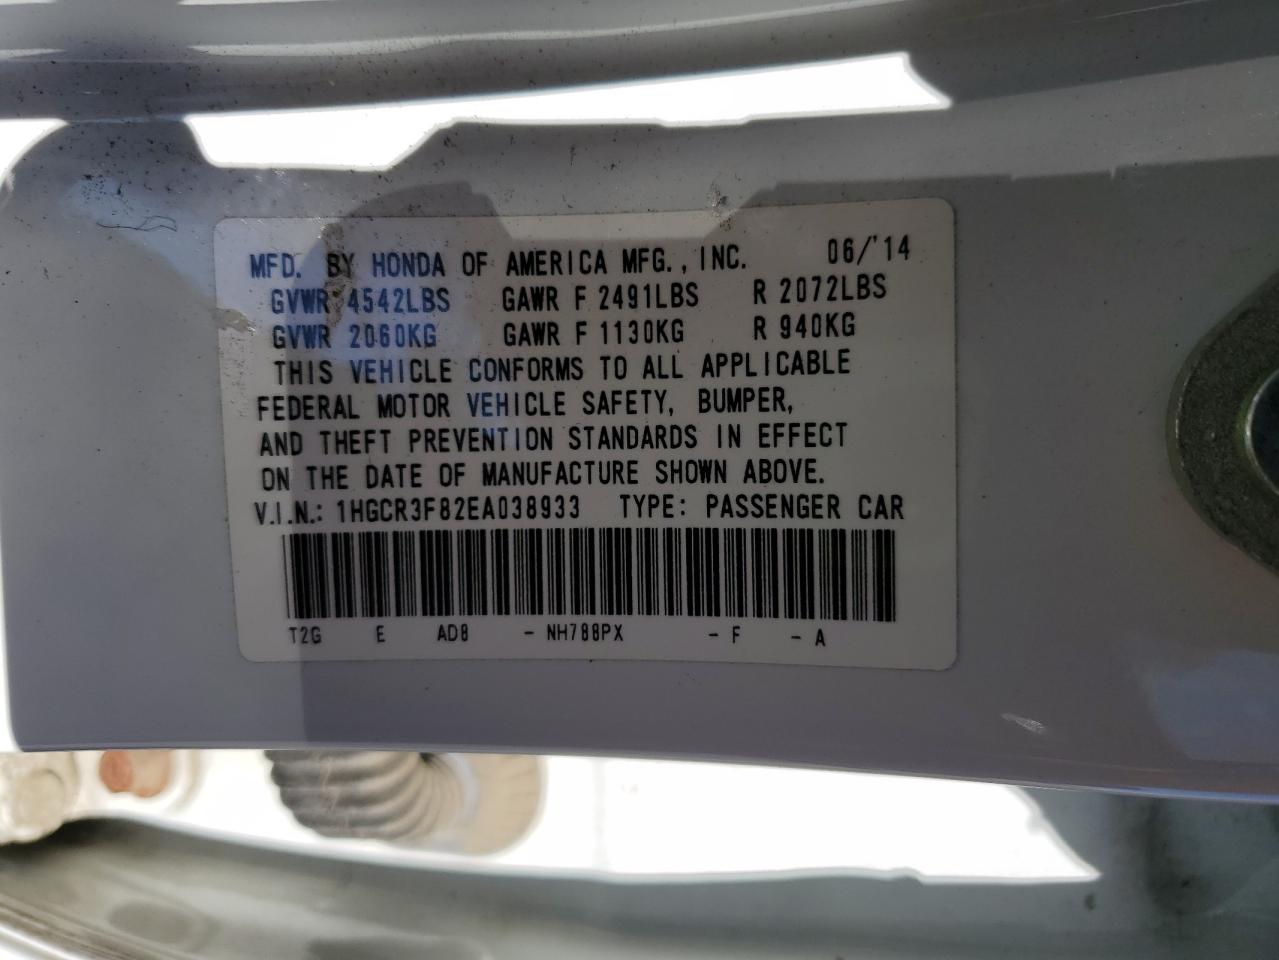 MFD. BY HONDA OF AMERICA MFG., INC. 06/'14
GVWR 4542LBS GAWR F 2491LBS R 2072LBS
GVWR 2060KG GAWR F 1130KG R 940KG
THIS VEHICLE CONFORMS TO ALL APPLICABLE
FEDERAL MOTOR VEHICLE SAFETY, BUMPER,
AND THEFT PREVENTION STANDARDS IN EFFECT
ON THE DATE OF MANUFACTURE SHOWN ABOVE.
V.I.N.: 1HGCR3F82EA038933 TYPE: PASSENGER CAR
T2G E AD8 - NH788PX - F - A